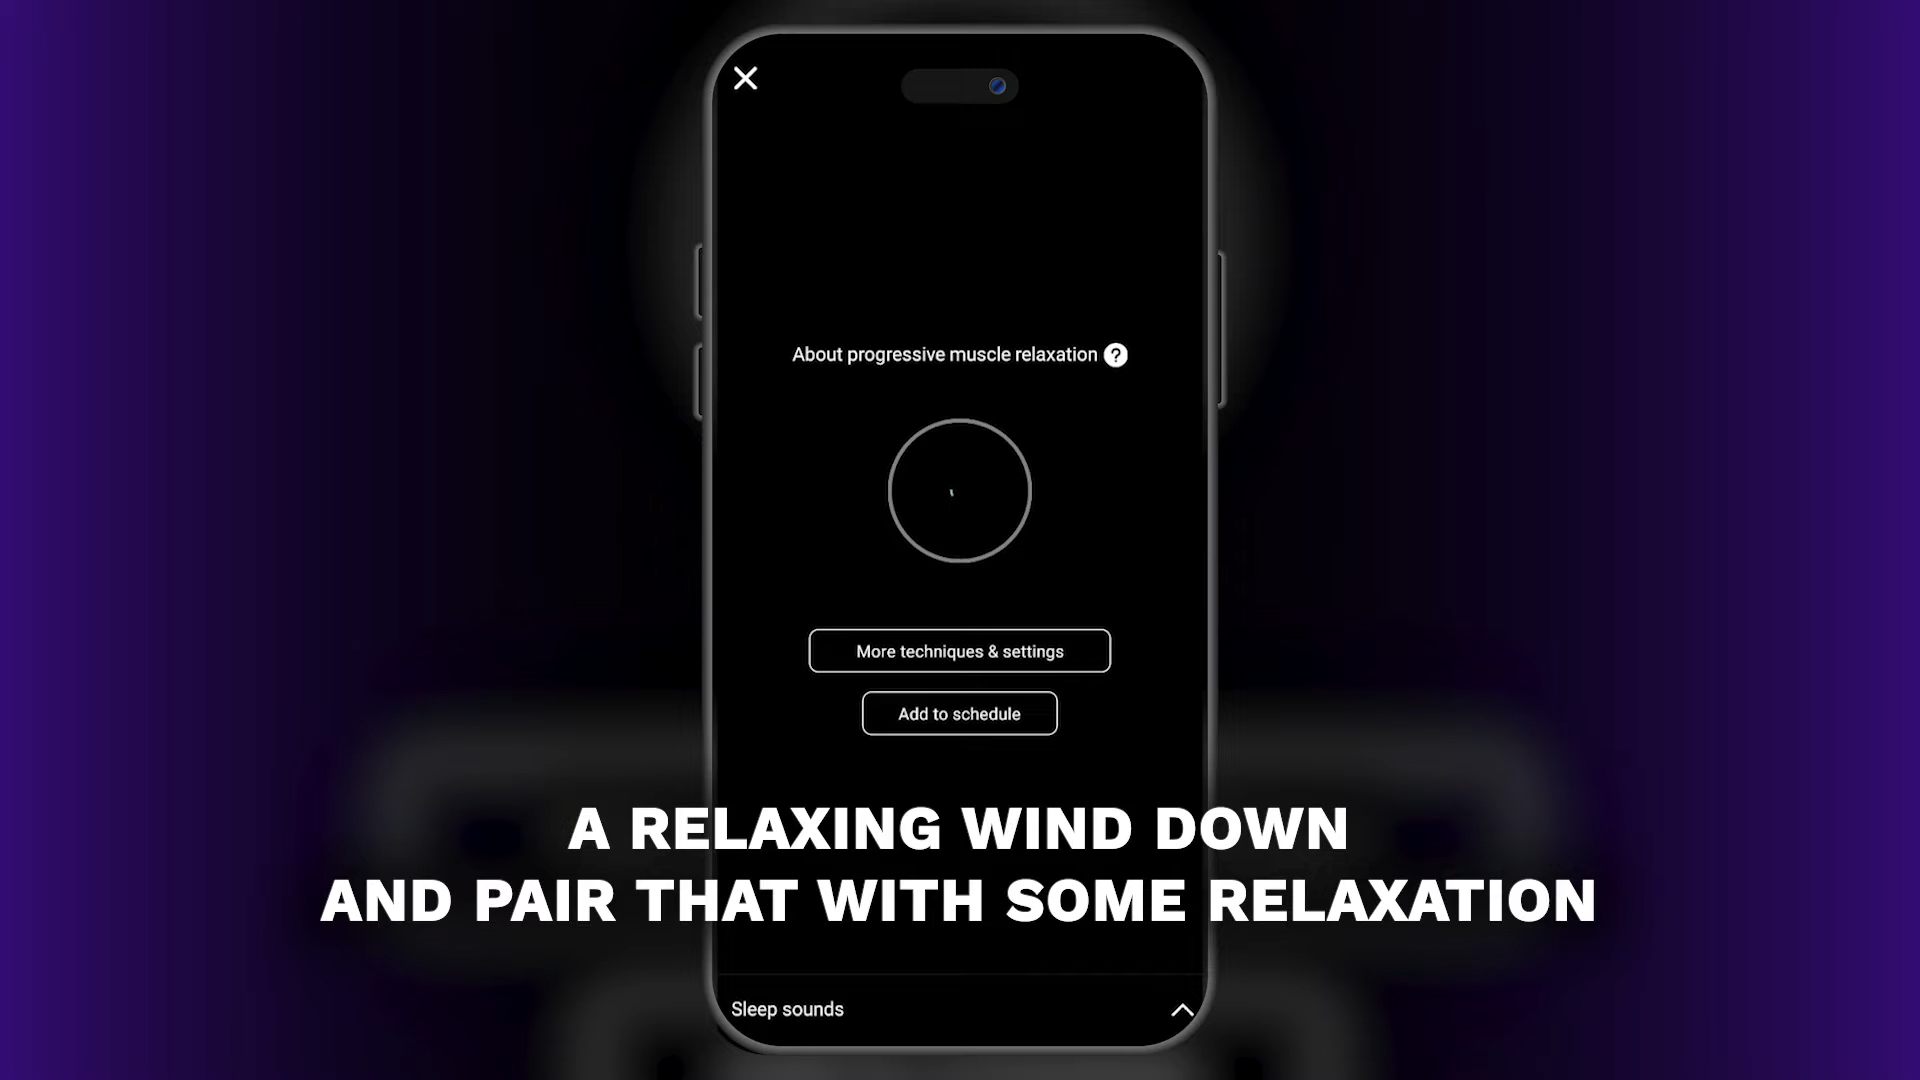 About progressive muscle relaxation ?
More techniques & settings
Add to schedule
A RELAXING WIND DOWN
AND PAIR THAT WITH SOME RELAXATION
Sleep sounds